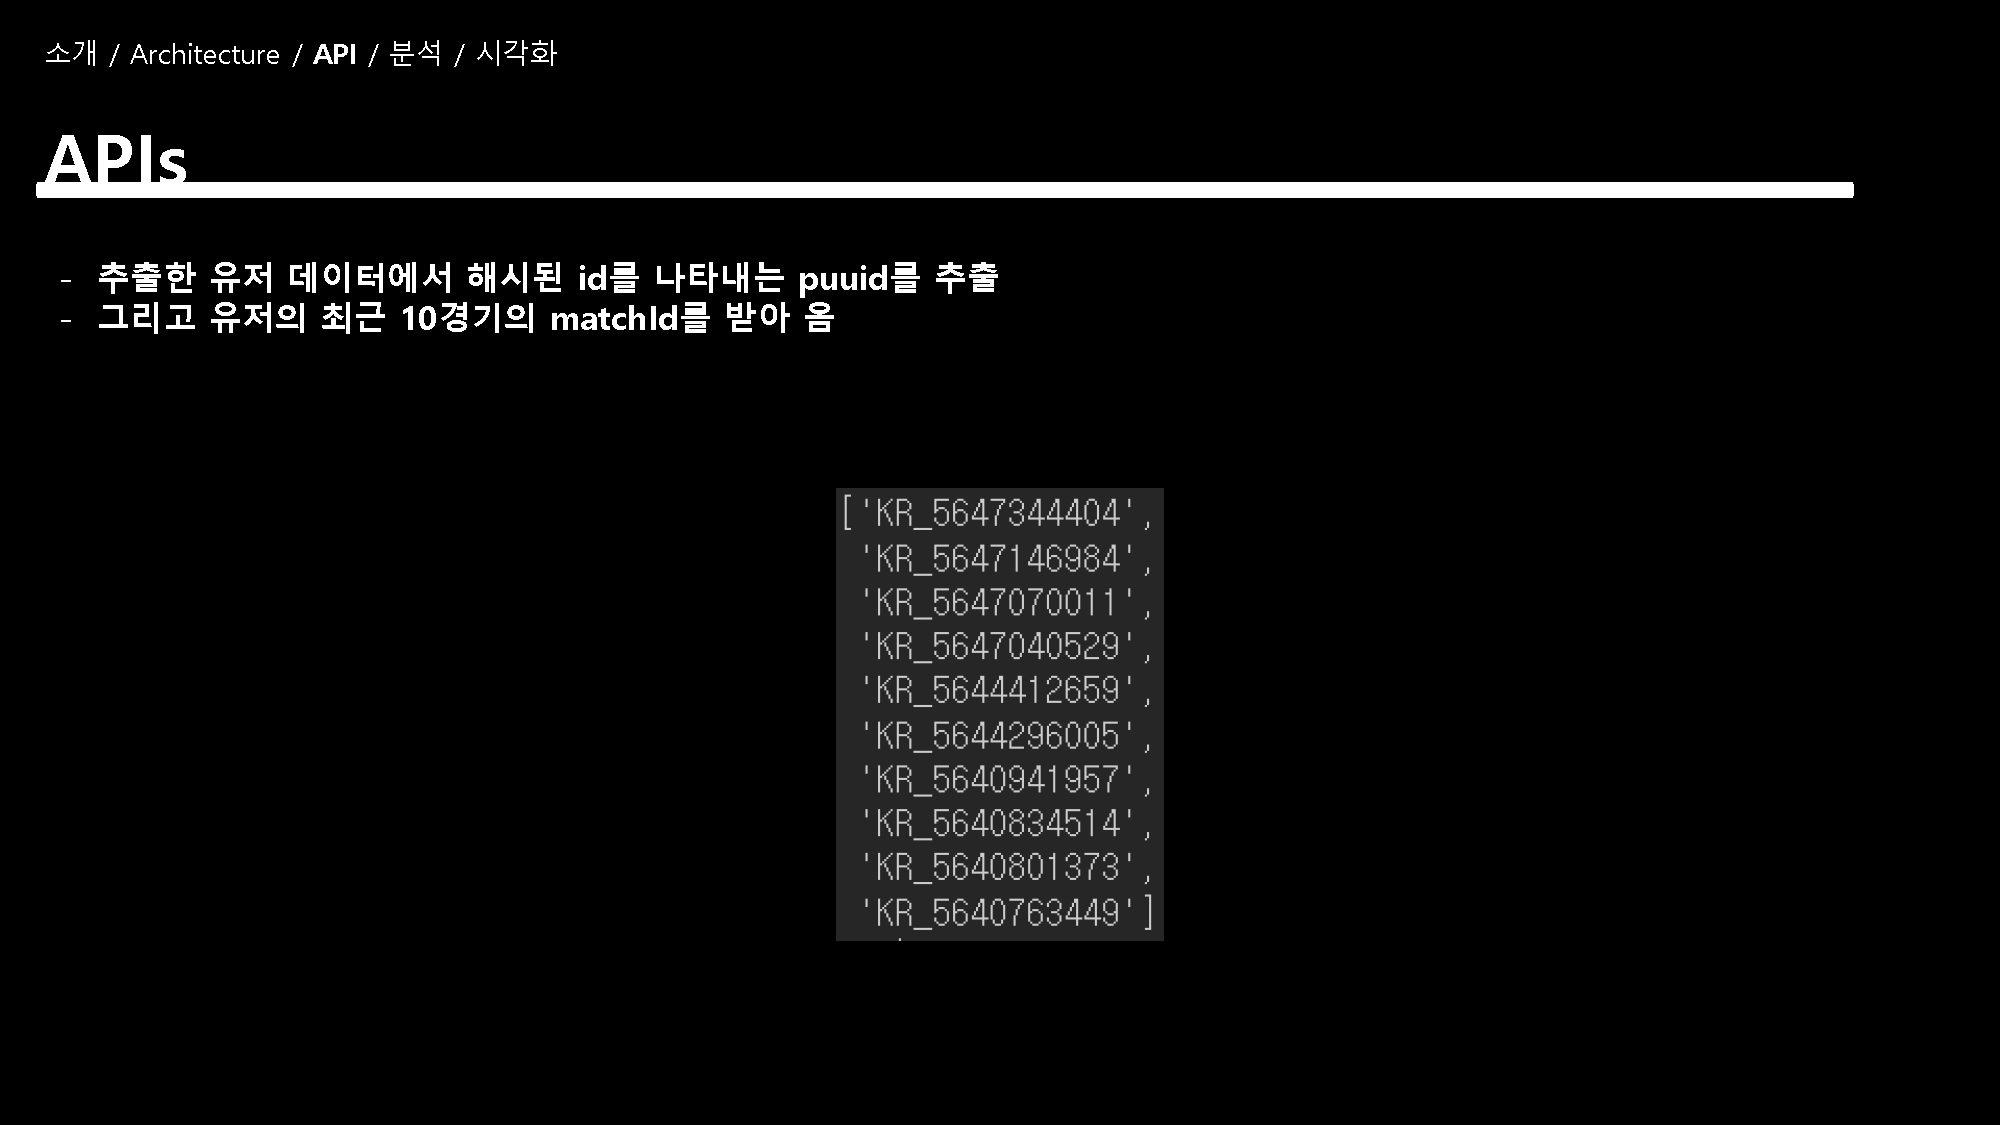 소개 / Architecture / API / 분석 / 시각화
APIs
- 추출한 유저 데이터에서 해시된 id를 나타내는 puuid를 추출
- 그리고 유저의 최근 10경기의 matchId를 받아 옴
['KR_5647344404',
'KR_5647146984',
'KR_5647070011',
'KR_5647040529',
'KR_5644412659',
'KR_5644296005',
'KR_5640941957',
'KR_5640834514',
'KR_5640801373',
'KR_5640763449']